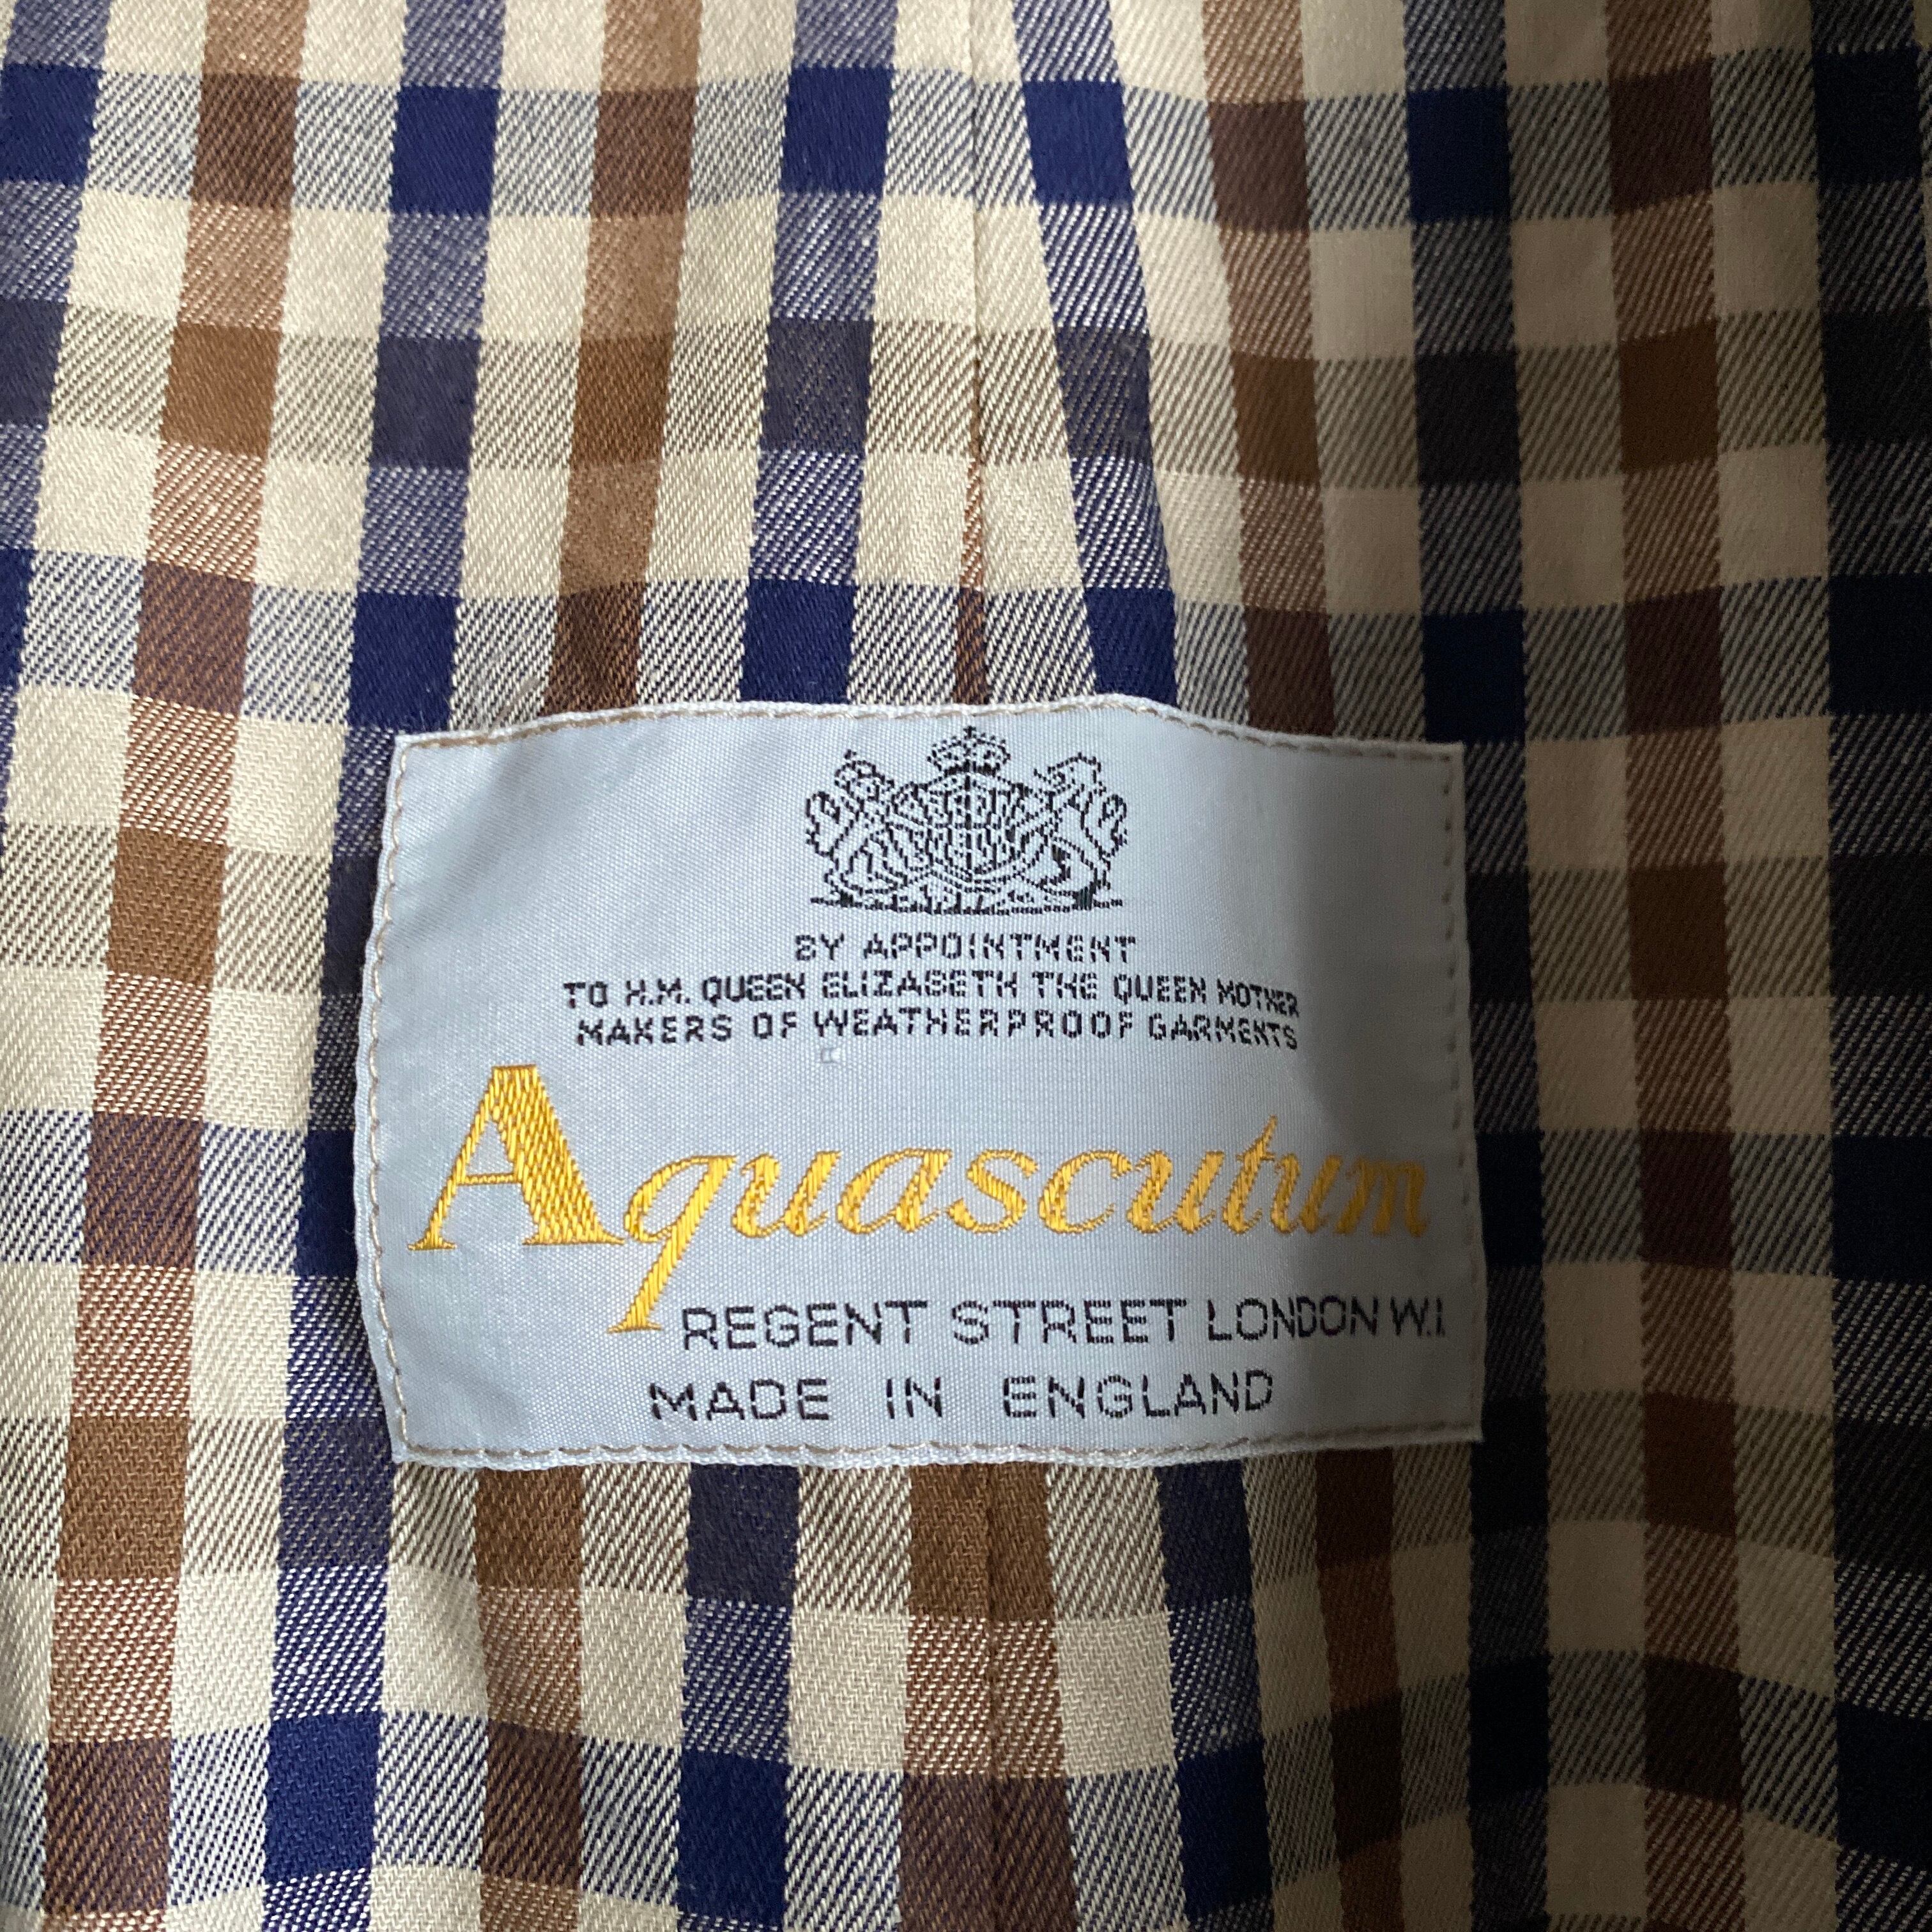 BY APPOINTMENT
TO H.M. QUEEN ELIZABETH THE QUEEN MOTHER
MAKERS OF WEATHERPROOF GARMENTS
Aquascutum
REGENT STREET LONDON W.1.
MADE IN ENGLAND